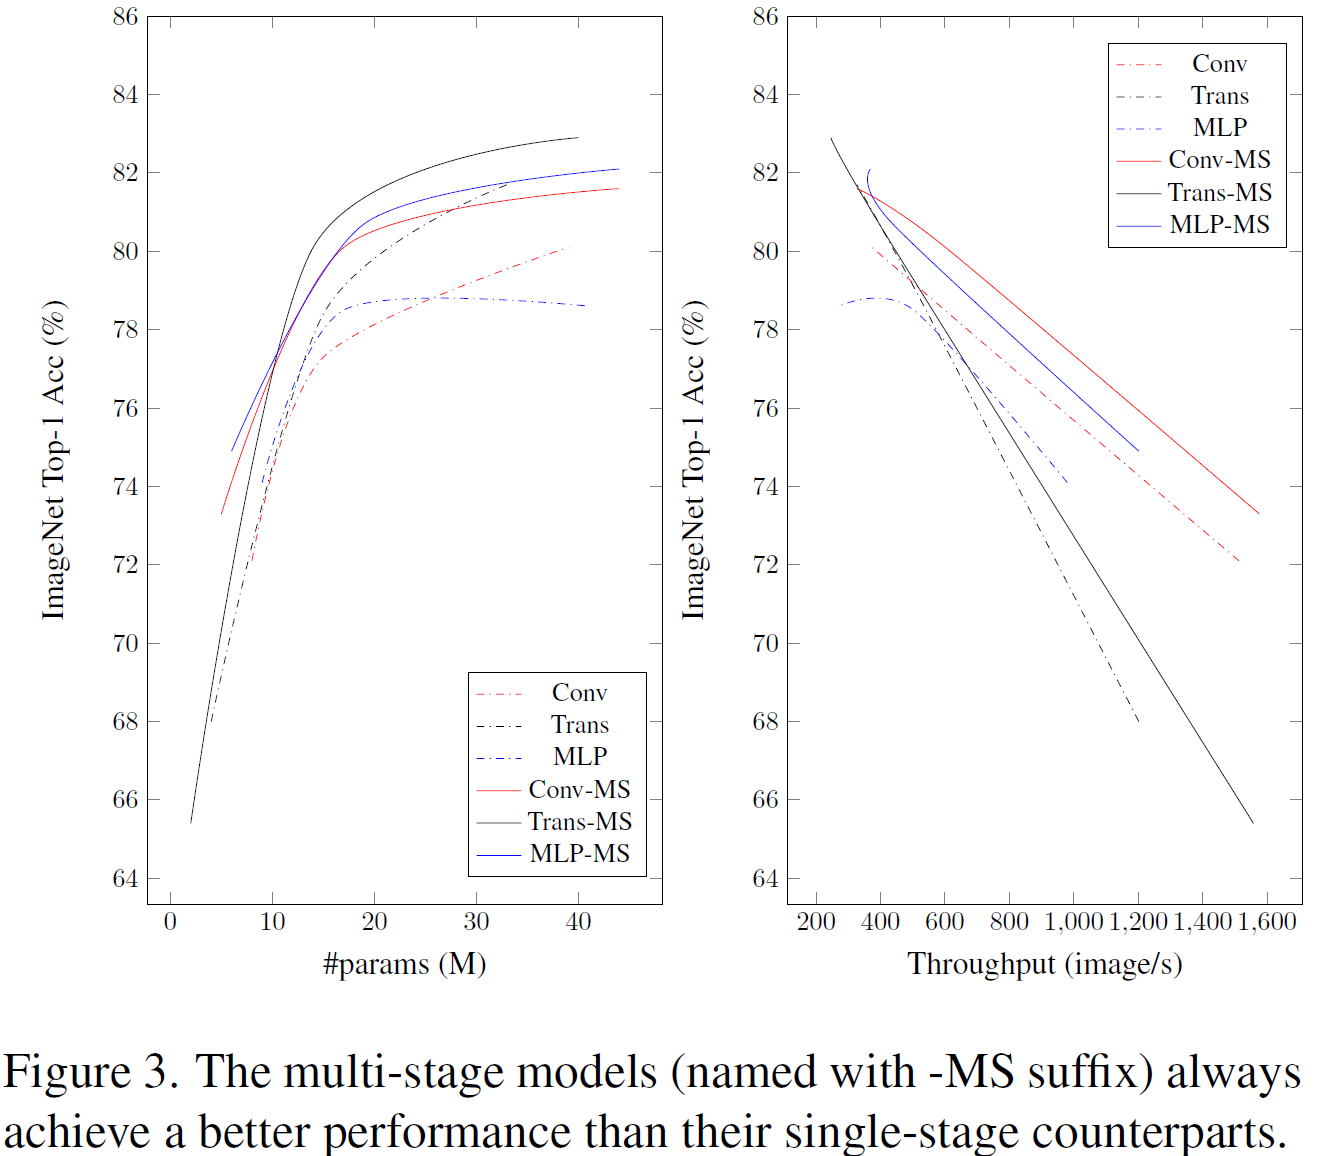 86
84
82
80
78
76
74
72
70
68
66
64
ImageNet Top-1 Acc (%)
0 10 20 30 40
#params (M)
Conv
Trans
MLP
Conv-MS
Trans-MS
MLP-MS
86
84
82
80
78
76
74
72
70
68
66
64
ImageNet Top-1 Acc (%)
200 400 600 800 1,000 1,200 1,400 1,600
Throughput (image/s)
Conv
Trans
MLP
Conv-MS
Trans-MS
MLP-MS
Figure 3. The multi-stage models (named with -MS suffix) always
achieve a better performance than their single-stage counterparts.